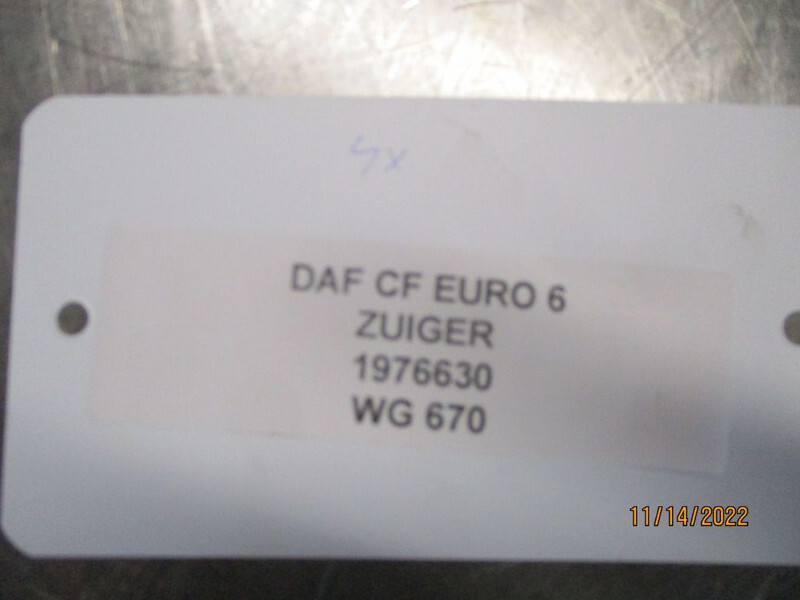 4x
DAF CF EURO 6
ZUIGER
1976630
WG 670
11/14/2022